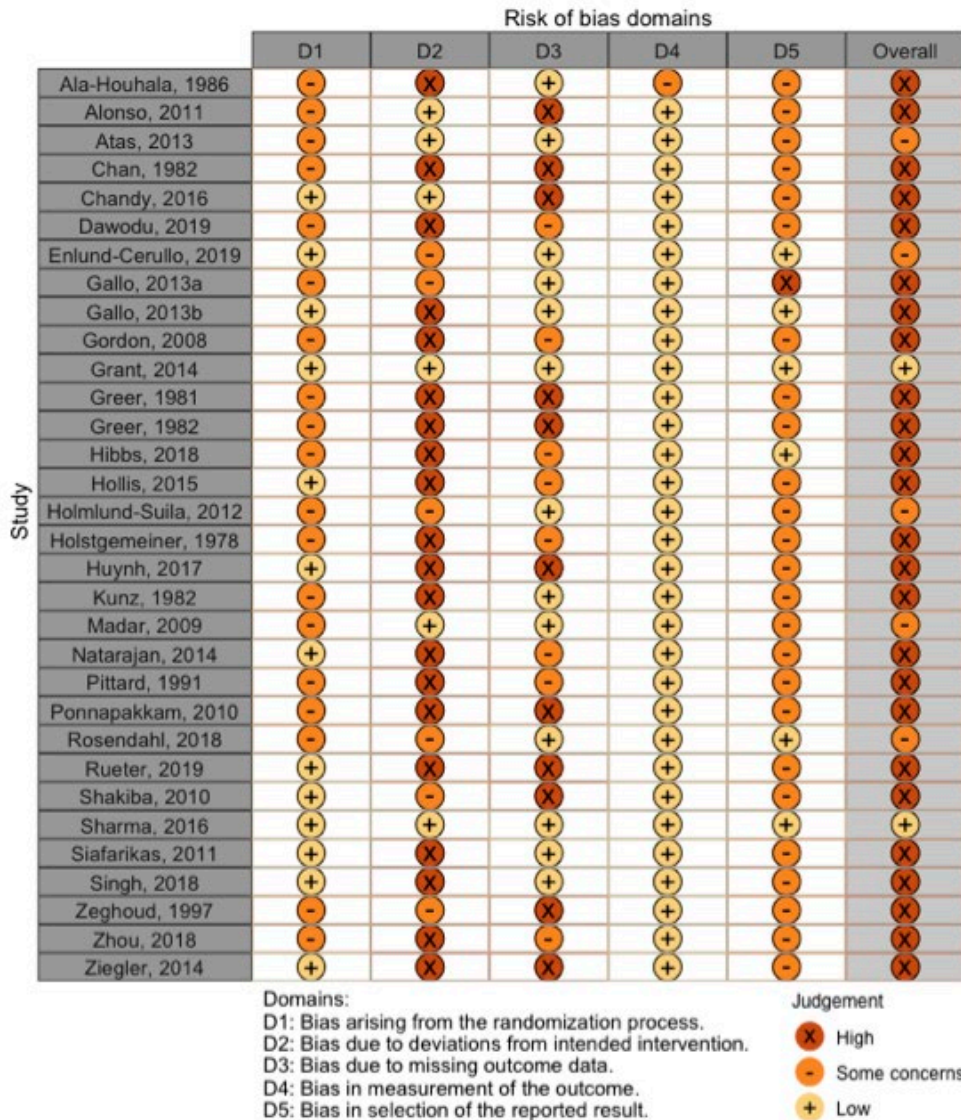 Risk of bias domains
D1 D2 D3 D4 D5 Overall
Study
Ala-Houhala, 1986 - X + - - X
Alonso, 2011 - + X + - X
Atas, 2013 - + + + - -
Chan, 1982 - X X + - X
Chandy, 2016 + + X + - X
Dawodu, 2019 - X - + - X
Enlund-Cerullo, 2019 + - + + + -
Gallo, 2013a - - + + X X
Gallo, 2013b + X + + + X
Gordon, 2008 - X - + - X
Grant, 2014 + + + + + +
Greer, 1981 - X X + - X
Greer, 1982 - X X + - X
Hibbs, 2018 - X - + + X
Hollis, 2015 + X - + - X
Holmlund-Suila, 2012 - - + + - -
Holstgemeiner, 1978 - X - + - X
Huynh, 2017 + X X + - X
Kunz, 1982 - X + + - X
Madar, 2009 - + + + - -
Natarajan, 2014 + X - + - X
Pittard, 1991 - X - + - X
Ponnapakkam, 2010 - X X + - X
Rosendahl, 2018 - - + + + -
Rueter, 2019 + X X + - X
Shakiba, 2010 + - X + - X
Sharma, 2016 + + + + + +
Siafarikas, 2011 + X + + - X
Singh, 2018 + X + + - X
Zeghoud, 1997 - - X + - X
Zhou, 2018 - X - + - X
Ziegler, 2014 + X X + - X
Domains:
D1: Bias arising from the randomization process.
D2: Bias due to deviations from intended intervention.
D3: Bias due to missing outcome data.
D4: Bias in measurement of the outcome.
D5: Bias in selection of the reported result.
Judgement
X High
- Some concerns
+ Low